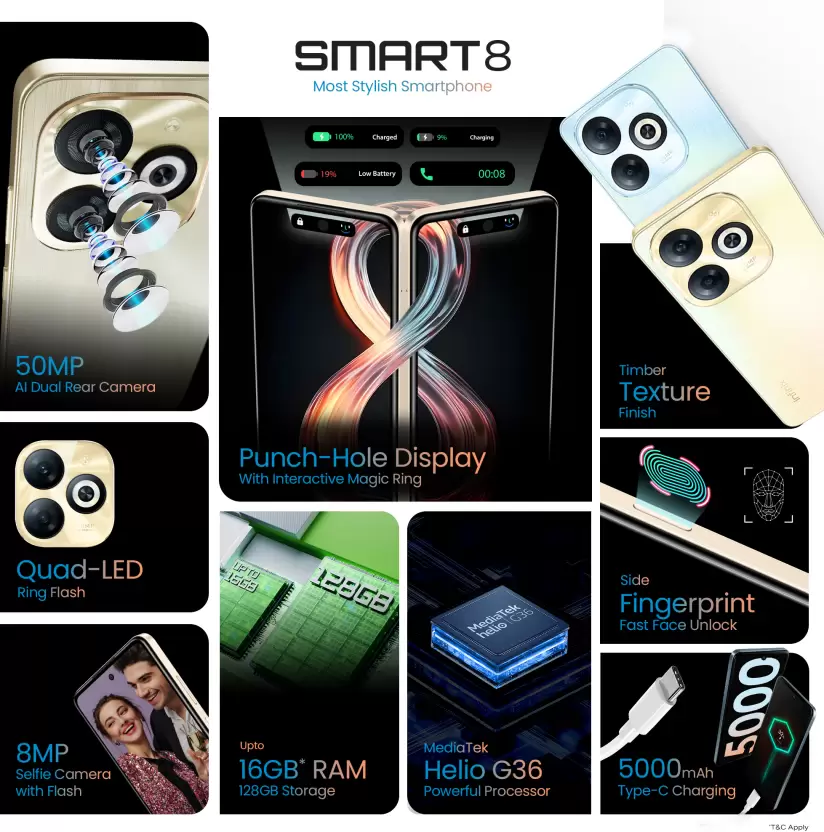 SMART 8
Most Stylish Smartphone
100% Charged
9% Charging
19% Low Battery
00:08
50MP
AI Dual Rear Camera
Punch-Hole Display
With Interactive Magic Ring
Timber
Texture
Finish
Infinix
Quad-LED
Ring Flash
UPTO
16GB
128GB
MediaTek
helio G36
Side
Fingerprint
Fast Face Unlock
8MP
Selfie Camera
with Flash
Upto
16GB* RAM
128GB Storage
MediaTek
Helio G36
Powerful Processor
5000
5000mAh
Type-C Charging
*T&C Apply